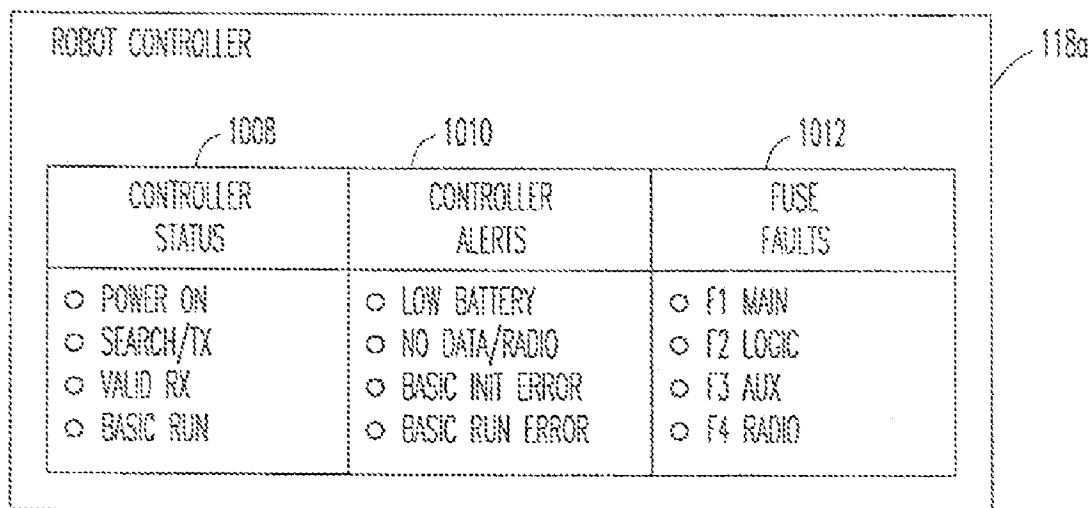 ROBOT CONTROLLER
118a
1008
1010
1012
CONTROLLER
STATUS
CONTROLLER
ALERTS
FUSE
FAULTS
POWER ON
SEARCH/TX
VALID RX
BASIC RUN
LOW BATTERY
NO DATA/RADIO
BASIC INIT ERROR
BASIC RUN ERROR
F1 MAIN
F2 LOGIC
F3 AUX
F4 RADIO